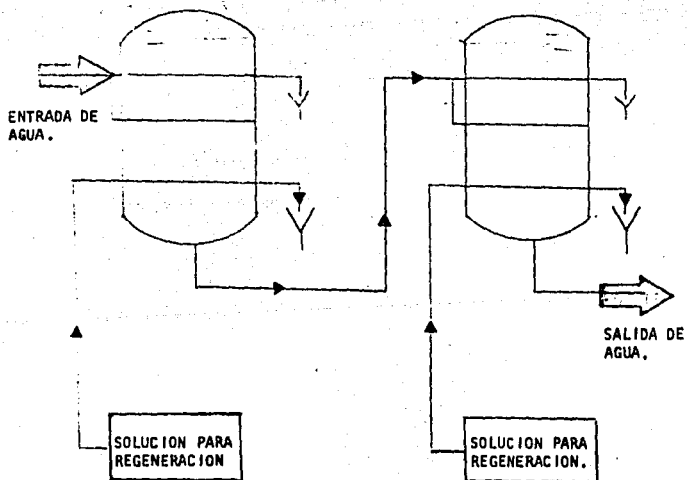 ENTRADA DE
AGUA.
SALIDA DE
AGUA.
SOLUCION PARA
REGENERACION
SOLUCION PARA
REGENERACION.